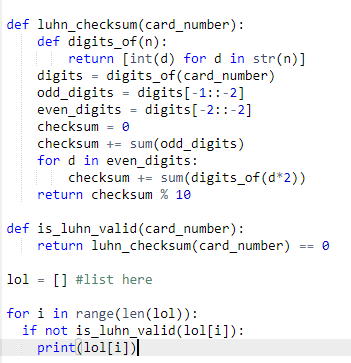 def luhn_checksum(card_number):
    def digits_of(n):
        return [int(d) for d in str(n)]
    digits = digits_of(card_number)
    odd_digits = digits[-1::-2]
    even_digits = digits[-2::-2]
    checksum = 0
    checksum += sum(odd_digits)
    for d in even_digits:
        checksum += sum(digits_of(d*2))
    return checksum % 10

def is_luhn_valid(card_number):
    return luhn_checksum(card_number) == 0

lol = [] #list here

for i in range(len(lol)):
  if not is_luhn_valid(lol[i]):
    print(lol[i])